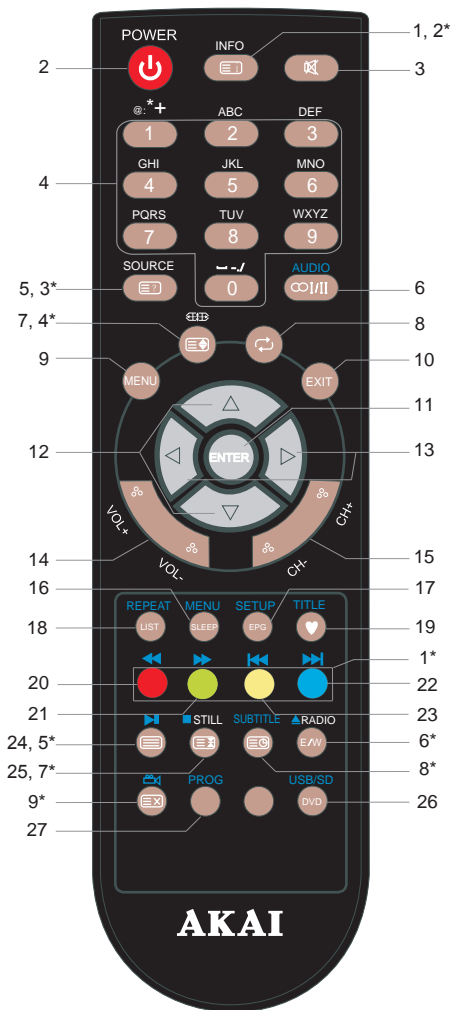 POWER INFO 1, 2*
2 3
@:*+ ABC DEF
1 2 3
GHI JKL MNO
4 4 5 6
PQRS TUV WXYZ
7 8 9
SOURCE ⎵ -./ AUDIO
5, 3* ? 0 I/II 6
7, 4* 8
9 MENU EXIT 10
11
12 ENTER 13
VOL+ CH+
14 VOL- CH- 15
16 17
REPEAT MENU SETUP TITLE
18 LIST SLEEP EPG 19
1*
20 22
21 23
STILL SUBTITLE RADIO
24, 5* E/W 6*
25, 7* 8*
PROG USB/SD
9* DVD 26
27
AKAI